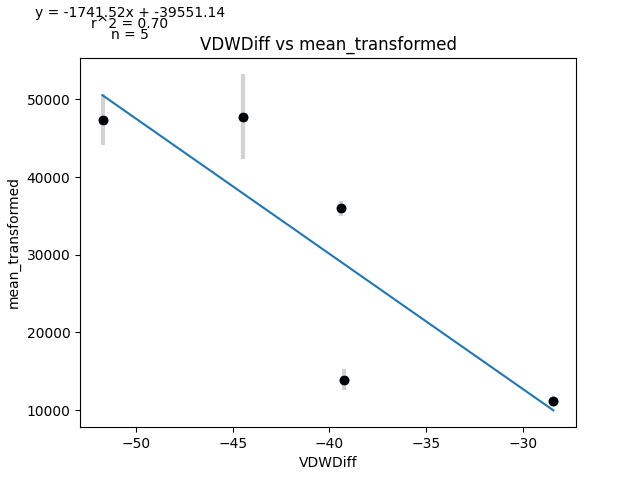 y = -1741.52x + -39551.14
r^2 = 0.70
n = 5
VDWDiff vs mean_transformed
50000
40000
30000
20000
10000
mean_transformed
−50
−45
−40
−35
−30
VDWDiff